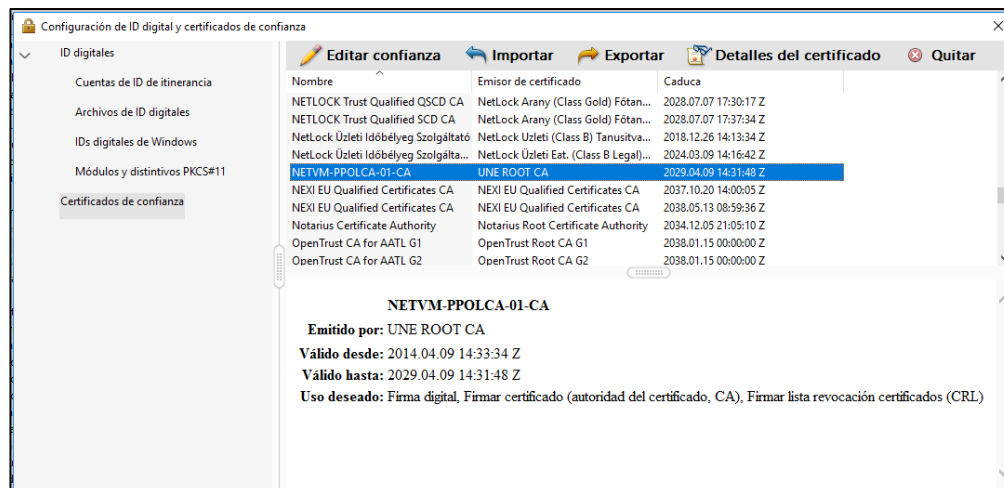 Configuración de ID digital y certificados de confianza
ID digitales
Cuentas de ID de itinerancia
Archivos de ID digitales
IDs digitales de Windows
Módulos y distintivos PKCS#11
Certificados de confianza
Editar confianza Importar Exportar Detalles del certificado Quitar
Nombre Emisor de certificado Caduca
NETLOCK Trust Qualified QSCD CA NetLock Arany (Class Gold) Főtan... 2028.07.07 17:30:17 Z
NETLOCK Trust Qualified SCD CA NetLock Arany (Class Gold) Főtan... 2028.07.07 17:37:34 Z
NetLock Üzleti Időbélyeg Szolgáltató NetLock Uzleti (Class B) Tanusitva... 2018.12.26 14:13:34 Z
NetLock Üzleti Időbélyeg Szolgálta... NetLock Üzleti Eat. (Class B Legal)... 2024.03.09 14:16:42 Z
NETVM-PPOLCA-01-CA UNE ROOT CA 2029.04.09 14:31:48 Z
NEXI EU Qualified Certificates CA NEXI EU Qualified Certificates CA 2037.10.20 14:00:05 Z
NEXI EU Qualified Certificates CA NEXI EU Qualified Certificates CA 2038.05.13 08:59:36 Z
Notarius Certificate Authority Notarius Root Certificate Authority 2034.12.05 21:05:10 Z
OpenTrust CA for AATL G1 OpenTrust Root CA G1 2038.01.15 00:00:00 Z
OpenTrust CA for AATL G2 OpenTrust Root CA G2 2038.01.15 00:00:00 Z
NETVM-PPOLCA-01-CA
Emitido por: UNE ROOT CA
Válido desde: 2014.04.09 14:33:34 Z
Válido hasta: 2029.04.09 14:31:48 Z
Uso deseado: Firma digital, Firmar certificado (autoridad del certificado, CA), Firmar lista revocación certificados (CRL)